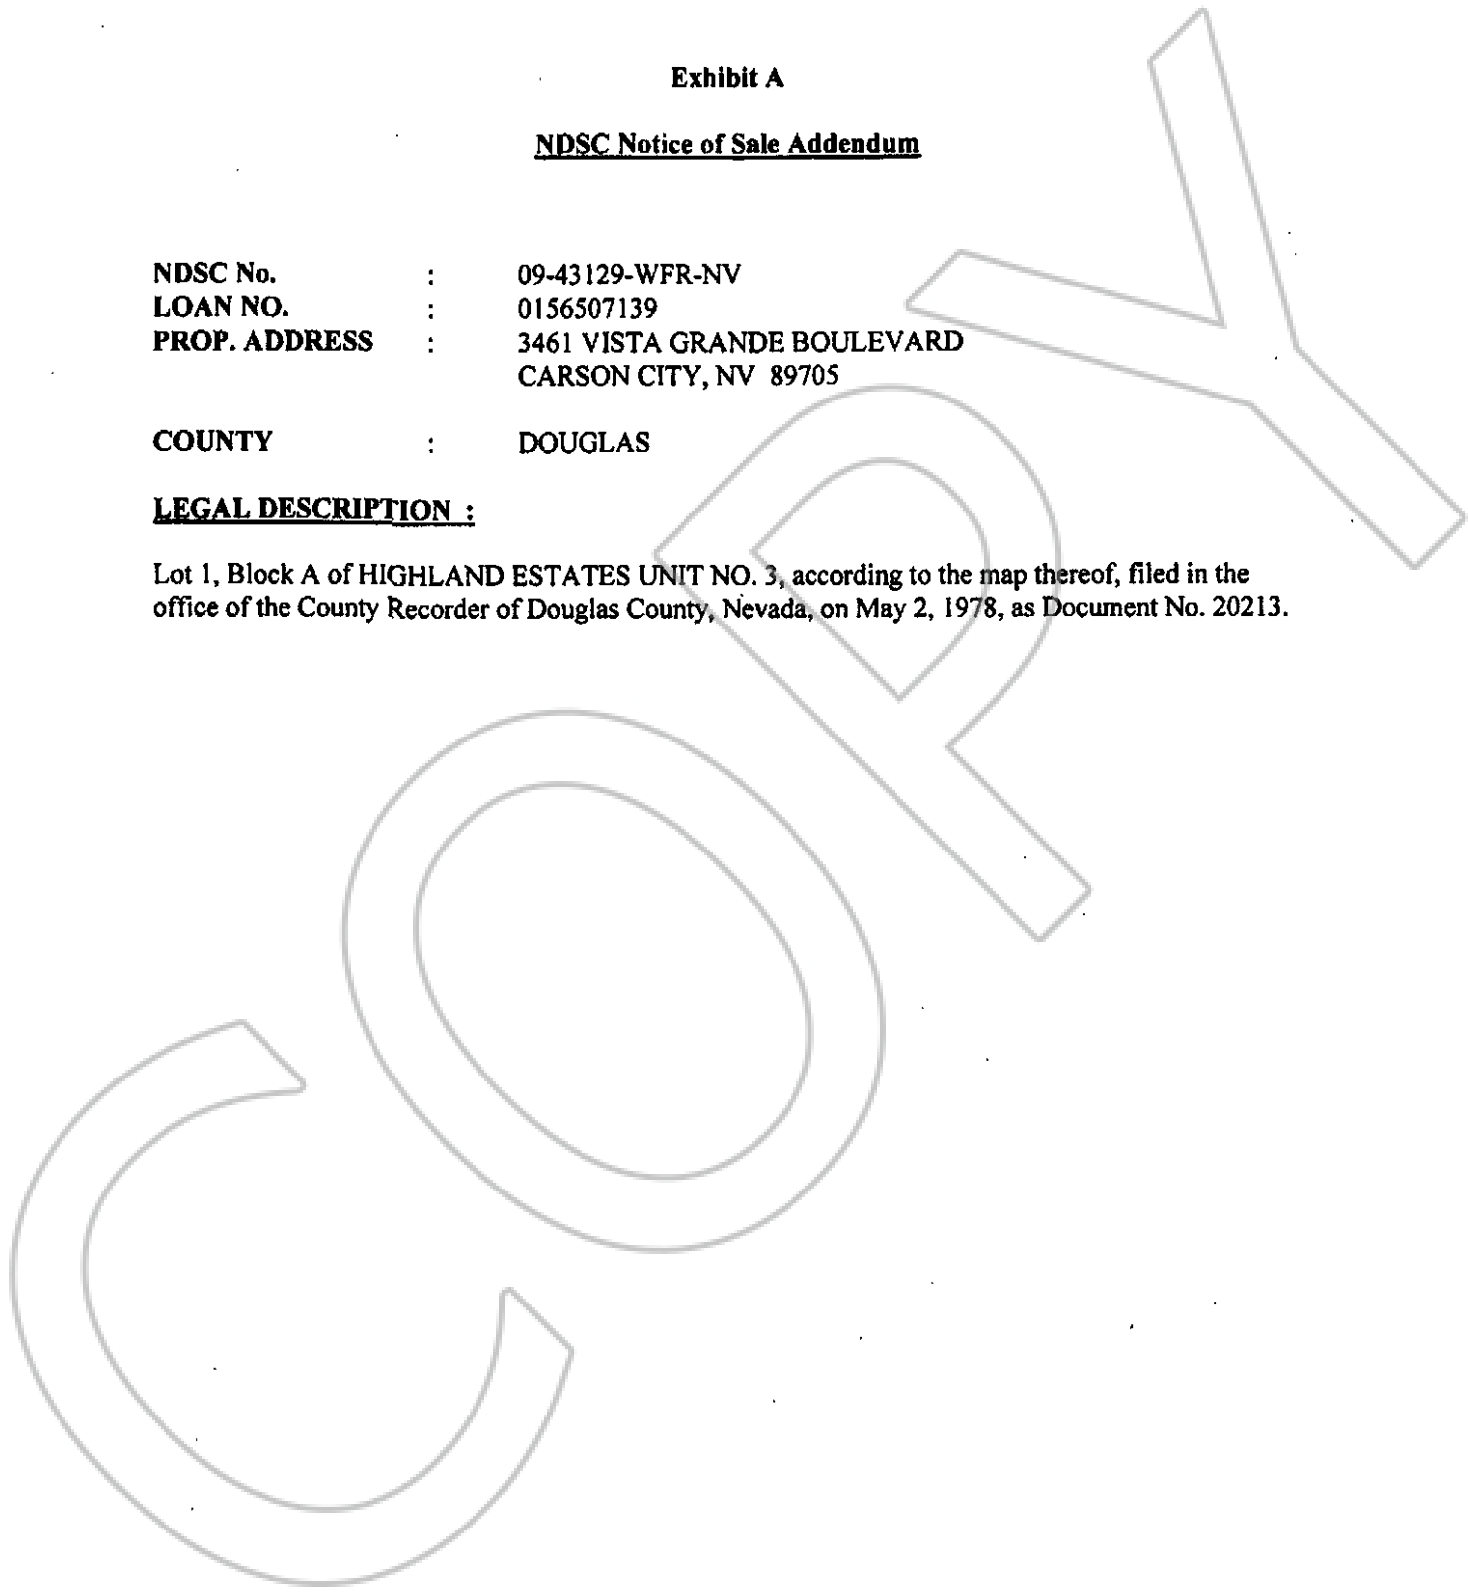 Exhibit A
NDSC Notice of Sale Addendum
NDSC No. : 09-43129-WFR-NV
LOAN NO. : 0156507139
PROP. ADDRESS : 3461 VISTA GRANDE BOULEVARD
CARSON CITY, NV 89705
COUNTY : DOUGLAS
LEGAL DESCRIPTION :
Lot 1, Block A of HIGHLAND ESTATES UNIT NO. 3, according to the map thereof, filed in the
office of the County Recorder of Douglas County, Nevada, on May 2, 1978, as Document No. 20213.
COPY